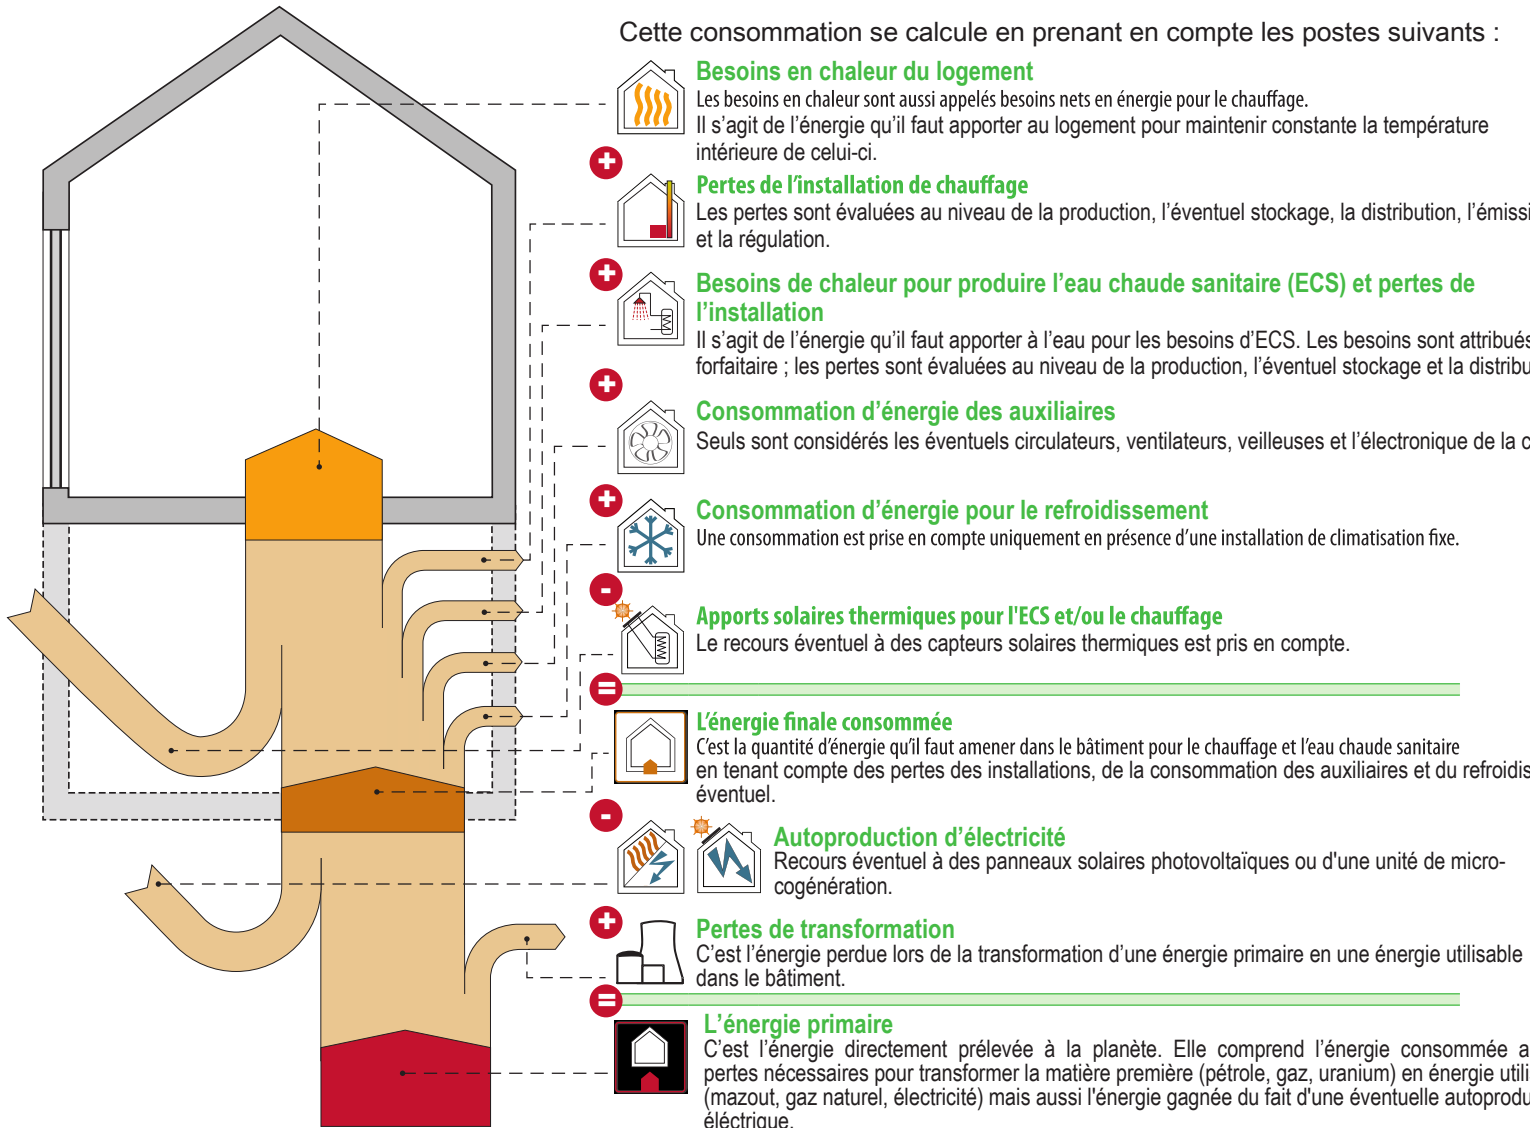 Cette consommation se calcule en prenant en compte les postes suivants :
Besoins en chaleur du logement
Les besoins en chaleur sont aussi appelés besoins nets en énergie pour le chauffage.
Il s’agit de l’énergie qu’il faut apporter au logement pour maintenir constante la température
intérieure de celui-ci.
+
Pertes de l’installation de chauffage
Les pertes sont évaluées au niveau de la production, l’éventuel stockage, la distribution, l’émissi
et la régulation.
+
Besoins de chaleur pour produire l’eau chaude sanitaire (ECS) et pertes de
l’installation
Il s’agit de l’énergie qu’il faut apporter à l’eau pour les besoins d’ECS. Les besoins sont attribués
forfaitaire ; les pertes sont évaluées au niveau de la production, l’éventuel stockage et la distribu
+
Consommation d’énergie des auxiliaires
Seuls sont considérés les éventuels circulateurs, ventilateurs, veilleuses et l’électronique de la c
+
Consommation d’énergie pour le refroidissement
Une consommation est prise en compte uniquement en présence d’une installation de climatisation fixe.
-
Apports solaires thermiques pour l'ECS et/ou le chauffage
Le recours éventuel à des capteurs solaires thermiques est pris en compte.
=
L’énergie finale consommée
C’est la quantité d’énergie qu’il faut amener dans le bâtiment pour le chauffage et l’eau chaude sanitaire
en tenant compte des pertes des installations, de la consommation des auxiliaires et du refroidis
éventuel.
-
Autoproduction d’électricité
Recours éventuel à des panneaux solaires photovoltaïques ou d'une unité de micro-
cogénération.
+
Pertes de transformation
C’est l’énergie perdue lors de la transformation d’une énergie primaire en une énergie utilisable
dans le bâtiment.
=
L’énergie primaire
C’est l’énergie directement prélevée à la planète. Elle comprend l’énergie consommée a
pertes nécessaires pour transformer la matière première (pétrole, gaz, uranium) en énergie utilis
(mazout, gaz naturel, électricité) mais aussi l'énergie gagnée du fait d'une éventuelle autoprodu
éléctrique.